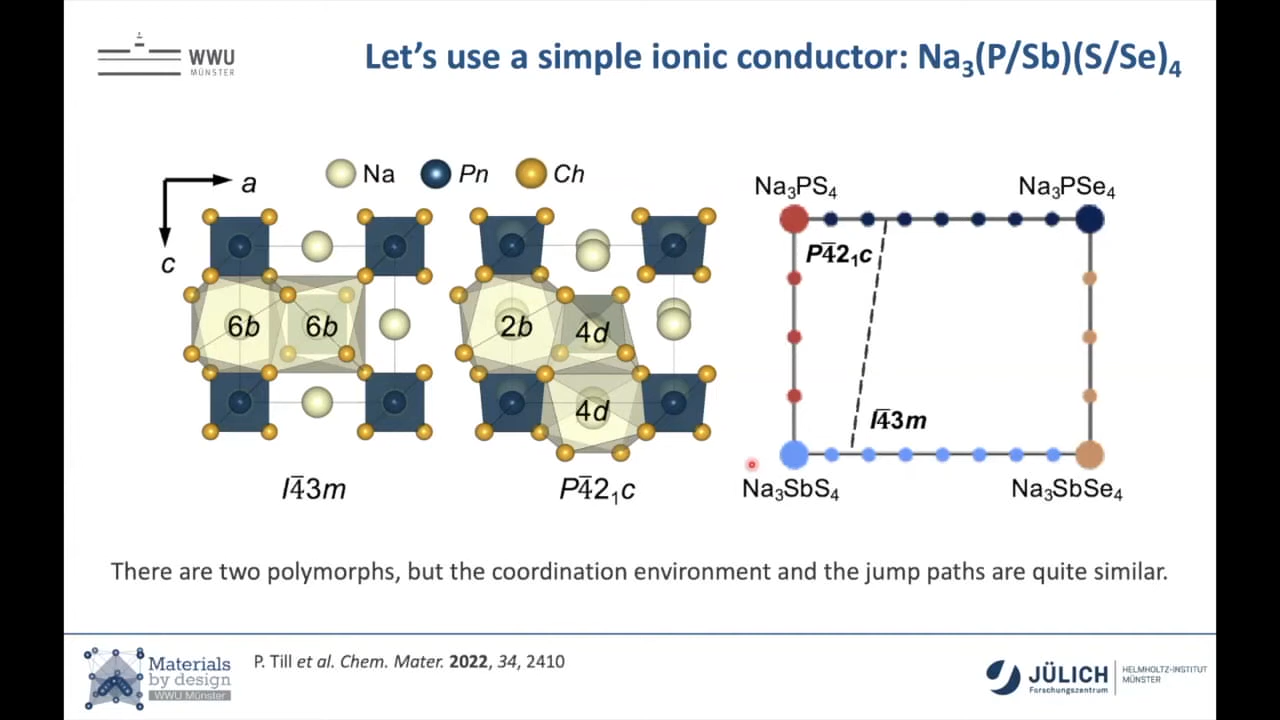 WWU
MÜNSTER
Let's use a simple ionic conductor: Na₃(P/Sb)(S/Se)₄
a
c
Na
Pn
Ch
6b
6b
2b
4d
4d
I4̅3m
P4̅2₁c
Na₃PS₄
Na₃PSe₄
P4̅2₁c
I4̅3m
Na₃SbS₄
Na₃SbSe₄
There are two polymorphs, but the coordination environment and the jump paths are quite similar.
Materials
by design
WWU Münster
P. Till et al. Chem. Mater. 2022, 34, 2410
JÜLICH
Forschungszentrum
HELMHOLTZ-INSTITUT
MÜNSTER